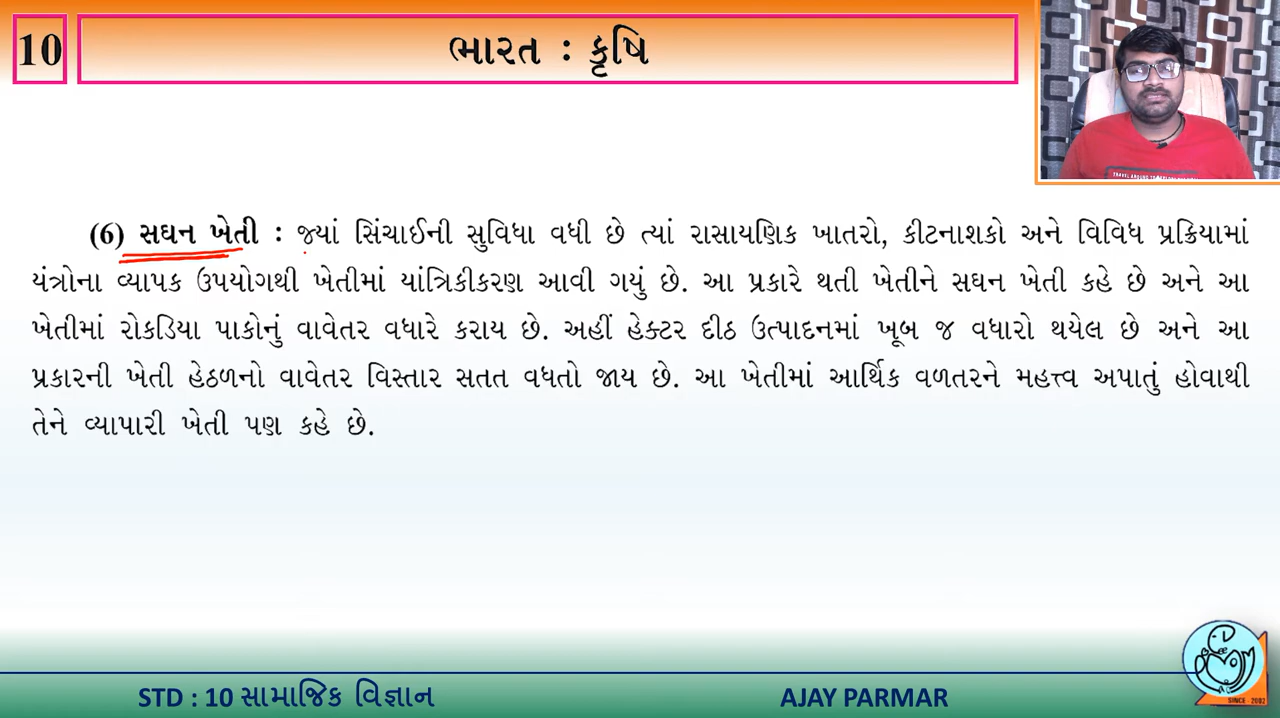 10
ભારત : કૃષિ
(6) સઘન ખેતી : જ્યાં સિંચાઈની સુવિધા વધી છે ત્યાં રાસાયણિક ખાતરો, કીટનાશકો અને વિવિધ પ્રક્રિયામાં
યંત્રોના વ્યાપક ઉપયોગથી ખેતીમાં યાંત્રિકીકરણ આવી ગયું છે. આ પ્રકારે થતી ખેતીને સઘન ખેતી કહે છે અને આ
ખેતીમાં રોકડિયા પાકોનું વાવેતર વધારે કરાય છે. અહીં હેક્ટર દીઠ ઉત્પાદનમાં ખૂબ જ વધારો થયેલ છે અને આ
પ્રકારની ખેતી હેઠળનો વાવેતર વિસ્તાર સતત વધતો જાય છે. આ ખેતીમાં આર્થિક વળતરને મહત્ત્વ અપાતું હોવાથી
તેને વ્યાપારી ખેતી પણ કહે છે.
STD : 10 સામાજિક વિજ્ઞાન
AJAY PARMAR
SINCE 2002